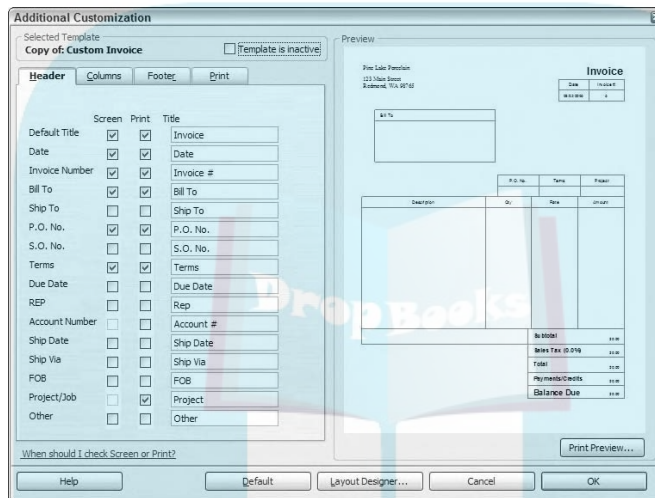 Additional Customization
Selected Template
Copy of: Custom Invoice
Template is inactive
Header
Columns
Footer
Print
Screen Print Title
Default Title Invoice
Date Date
Invoice Number Invoice #
Bill To Bill To
Ship To Ship To
P.O. No. P.O. No.
S.O. No. S.O. No.
Terms Terms
Due Date Due Date
REP Rep
Account Number Account #
Ship Date Ship Date
Ship Via Ship Via
FOB FOB
Project/Job Project
Other Other
When should I check Screen or Print?
Preview
Pine Lake Porcelain
123 Main Street
Redmond, WA 98765
Invoice
Date Invoice #
Bill To
P.O. No. Terms Project
Description Qty Rate Amount
Subtotal
Sales Tax (0.0%)
Total
Payments/Credits
Balance Due
DropBooks
Print Preview...
Help
Default
Layout Designer...
Cancel
OK